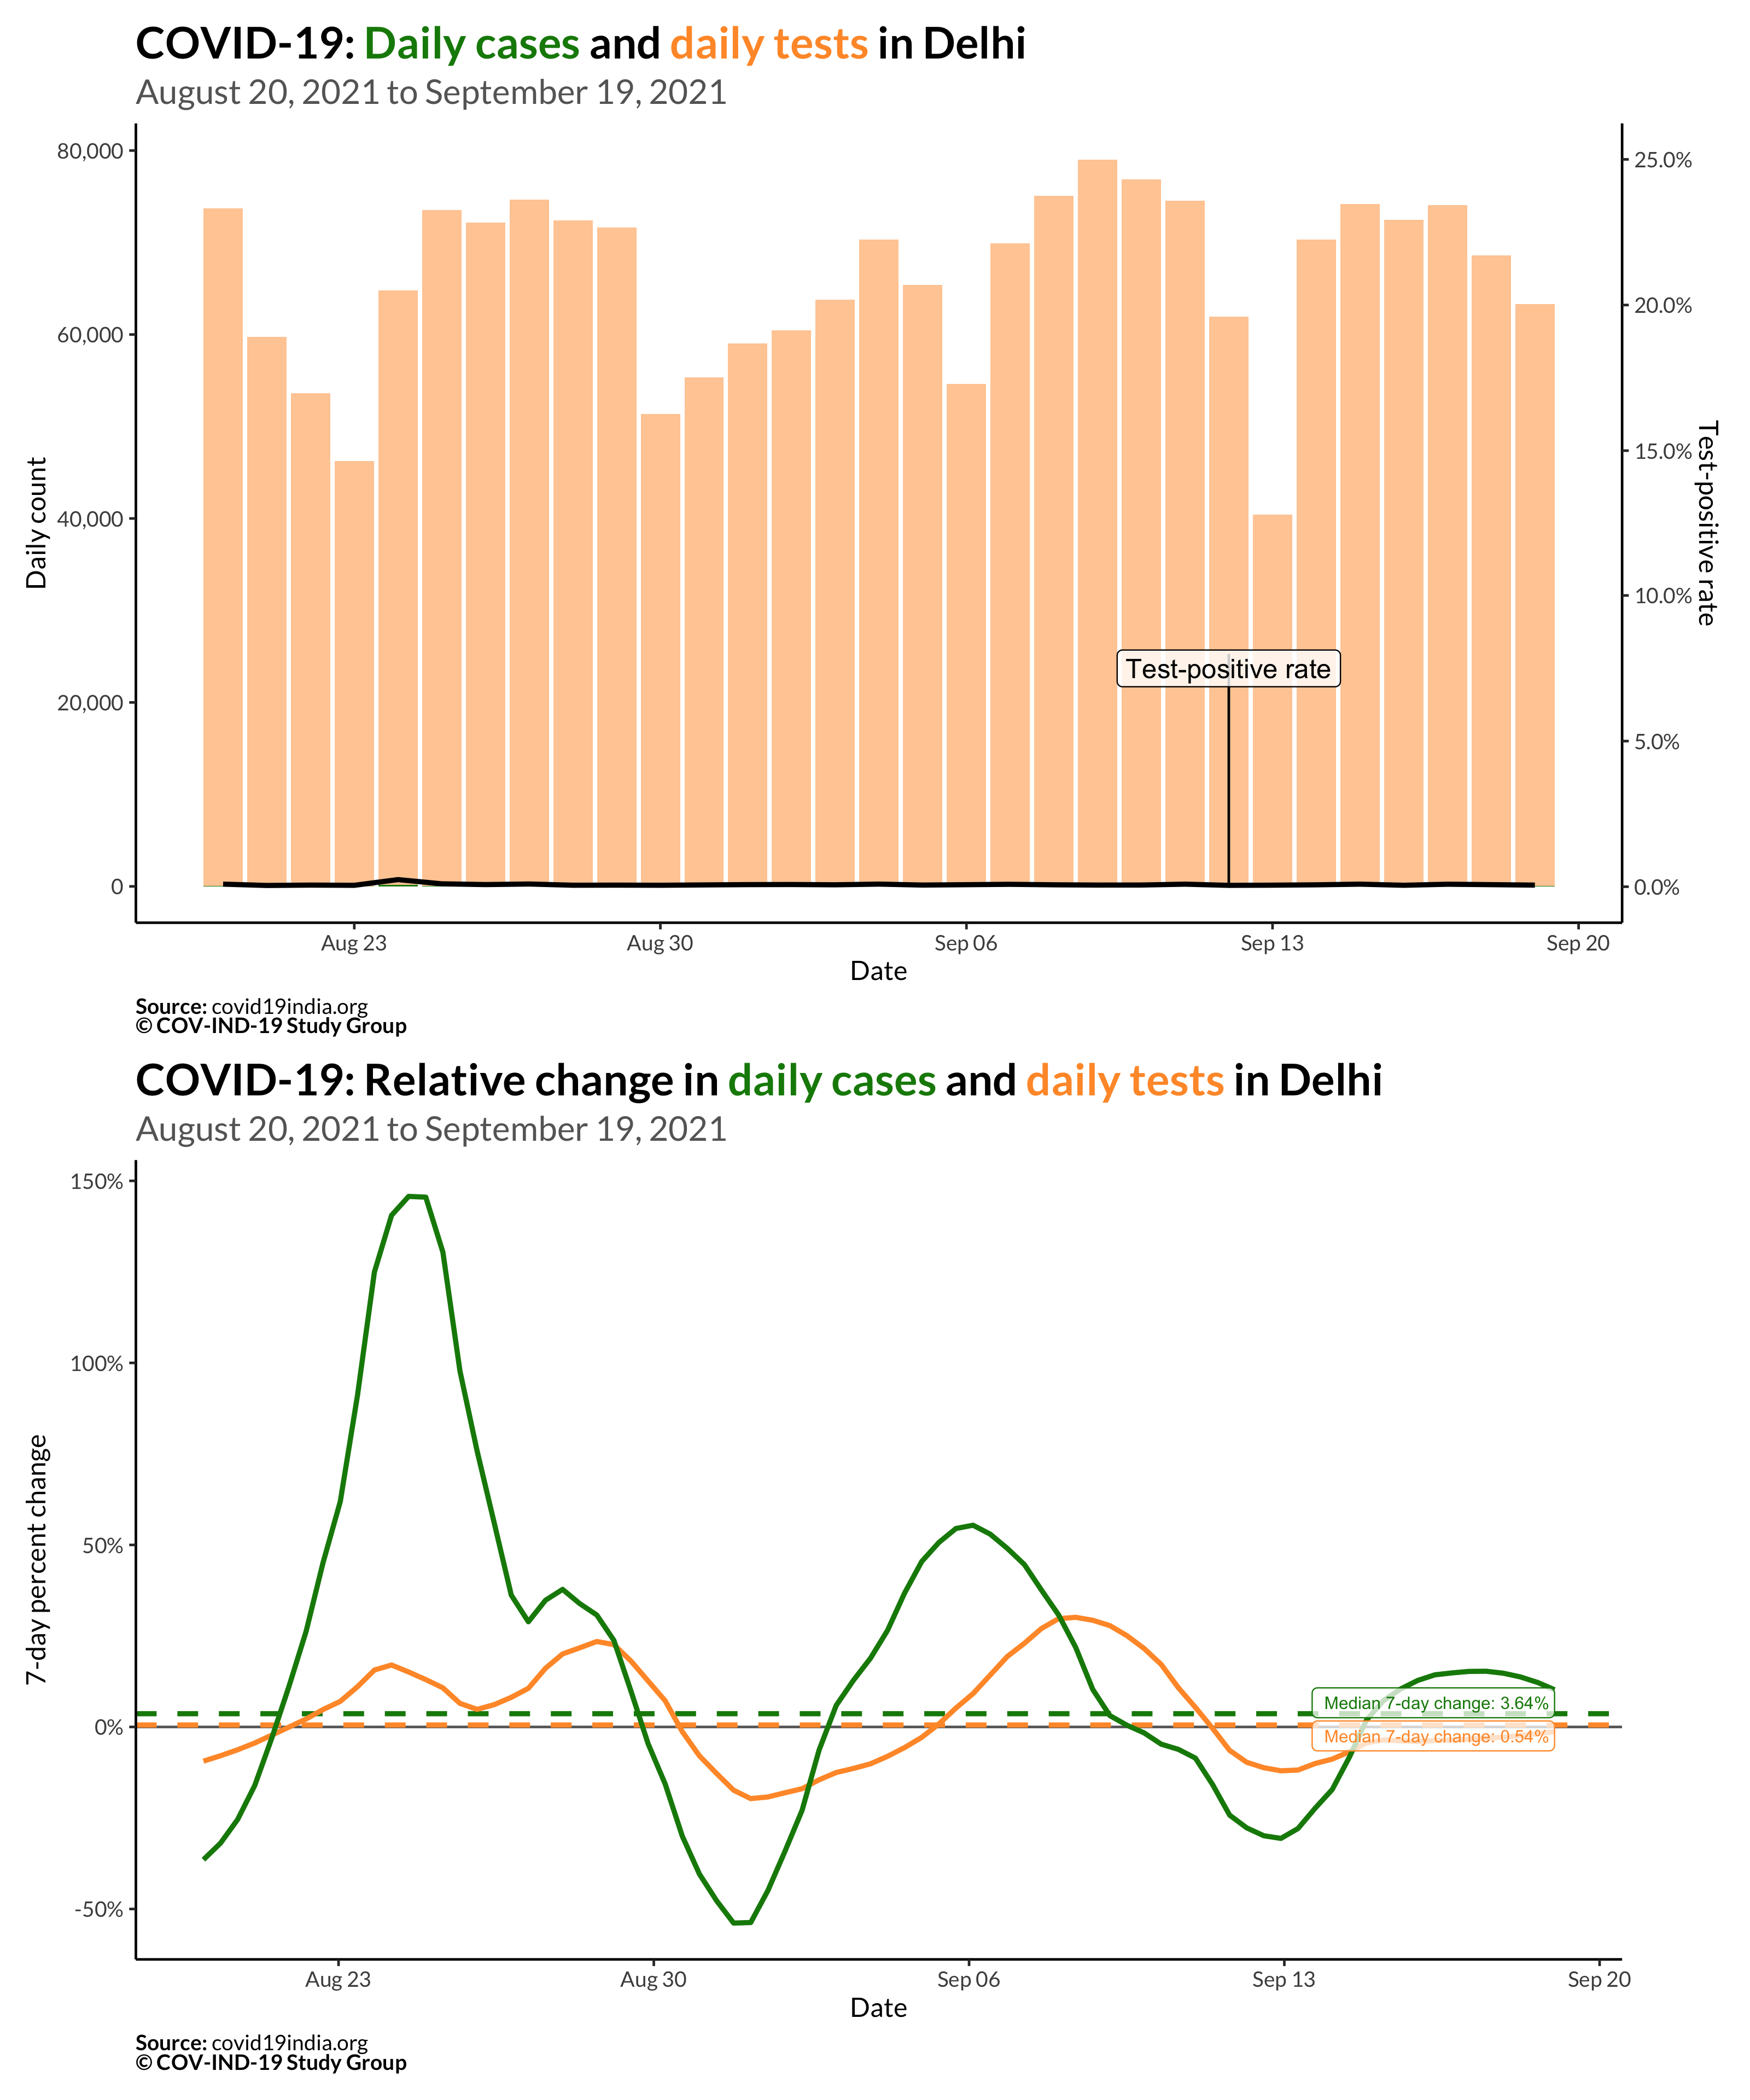 COVID-19: Daily cases and daily tests in Delhi
August 20, 2021 to September 19, 2021
80,000
60,000
40,000
20,000
0
Daily count
25.0%
20.0%
15.0%
10.0%
5.0%
0.0%
Test-positive rate
Test-positive rate
Aug 23
Aug 30
Sep 06
Sep 13
Sep 20
Date
Source: covid19india.org
© COV-IND-19 Study Group
COVID-19: Relative change in daily cases and daily tests in Delhi
August 20, 2021 to September 19, 2021
150%
100%
50%
0%
-50%
7-day percent change
Median 7-day change: 3.64%
Median 7-day change: 0.54%
Aug 23
Aug 30
Sep 06
Sep 13
Sep 20
Date
Source: covid19india.org
© COV-IND-19 Study Group